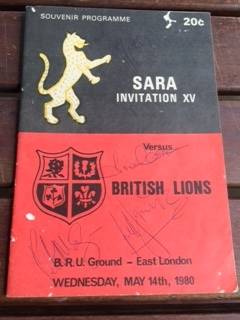 SOUVENIR PROGRAMME
20c
SARA
INVITATION XV
Versus
BRITISH LIONS
B.R.U Ground - East London
WEDNESDAY, MAY 14th, 1980